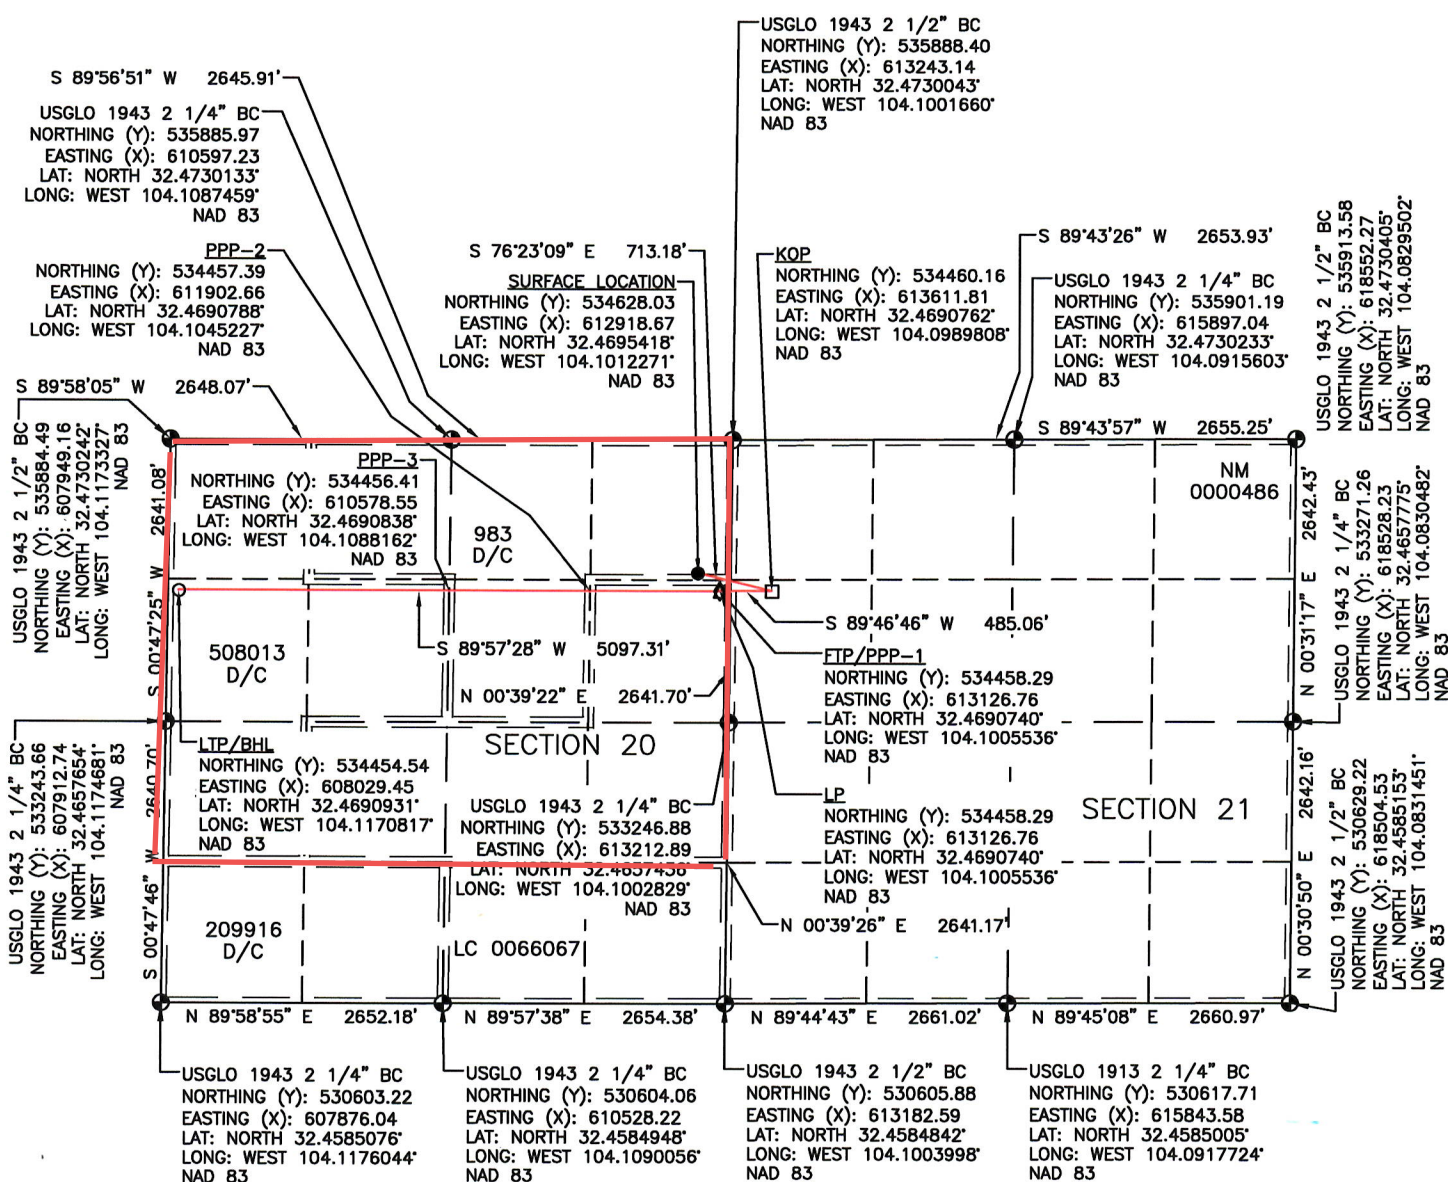 USGLO 1943 2 1/2" BC
NORTHING (Y): 535888.40
EASTING (X): 613243.14
LAT: NORTH 32.4730043°
LONG: WEST 104.1001660°
NAD 83
S 89°56'51" W 2645.91'
USGLO 1943 2 1/4" BC
NORTHING (Y): 535885.97
EASTING (X): 610597.23
LAT: NORTH 32.4730133°
LONG: WEST 104.1087459°
NAD 83
PPP-2
NORTHING (Y): 534457.39
EASTING (X): 611902.66
LAT: NORTH 32.4690788°
LONG: WEST 104.1045227°
NAD 83
S 76°23'09" E 713.18'
SURFACE LOCATION
NORTHING (Y): 534628.03
EASTING (X): 612918.67
LAT: NORTH 32.4695418°
LONG: WEST 104.1012271°
NAD 83
KOP
NORTHING (Y): 534460.16
EASTING (X): 613611.81
LAT: NORTH 32.4690762°
LONG: WEST 104.0989808°
NAD 83
S 89°43'26" W 2653.93'
USGLO 1943 2 1/4" BC
NORTHING (Y): 535901.19
EASTING (X): 615897.04
LAT: NORTH 32.4730233°
LONG: WEST 104.0915603°
NAD 83
USGLO 1943 2 1/2" BC
NORTHING (Y): 535913.58
EASTING (X): 618552.27
LAT: NORTH 32.4730405°
LONG: WEST 104.0829502°
NAD 83
S 89°58'05" W 2648.07'
S 89°43'57" W 2655.25'
USGLO 1943 2 1/2" BC
NORTHING (Y): 535884.49
EASTING (X): 607949.16
LAT: NORTH 32.4730242°
LONG: WEST 104.1173327°
NAD 83
S 00°47'25" W 2641.08'
PPP-3
NORTHING (Y): 534456.41
EASTING (X): 610578.55
LAT: NORTH 32.4690838°
LONG: WEST 104.1088162°
NAD 83
983
D/C
NM
0000486
N 00°31'17" E 2642.43'
USGLO 1943 2 1/4" BC
NORTHING (Y): 533271.26
EASTING (X): 618528.23
LAT: NORTH 32.4657775°
LONG: WEST 104.0830482°
NAD 83
S 89°46'46" W 485.06'
508013
D/C
S 89°57'28" W 5097.31'
FTP/PPP-1
NORTHING (Y): 534458.29
EASTING (X): 613126.76
LAT: NORTH 32.4690740°
LONG: WEST 104.1005536°
NAD 83
N 00°39'22" E 2641.70'
SECTION 20
USGLO 1943 2 1/4" BC
NORTHING (Y): 533243.66
EASTING (X): 607912.74
LAT: NORTH 32.4657654°
LONG: WEST 104.1174681°
NAD 83
S 00°47'46" W 2640.70'
LTP/BHL
NORTHING (Y): 534454.54
EASTING (X): 608029.45
LAT: NORTH 32.4690931°
LONG: WEST 104.1170817°
NAD 83
USGLO 1943 2 1/4" BC
NORTHING (Y): 533246.88
EASTING (X): 613212.89
LAT: NORTH 32.4657436°
LONG: WEST 104.1002829°
NAD 83
LP
NORTHING (Y): 534458.29
EASTING (X): 613126.76
LAT: NORTH 32.4690740°
LONG: WEST 104.1005536°
NAD 83
SECTION 21
N 00°30'50" E 2642.16'
USGLO 1943 2 1/2" BC
NORTHING (Y): 530629.22
EASTING (X): 618504.53
LAT: NORTH 32.4585153°
LONG: WEST 104.0831451°
NAD 83
N 00°39'26" E 2641.17'
209916
D/C
LC 0066067
N 89°58'55" E 2652.18'
N 89°57'38" E 2654.38'
N 89°44'43" E 2661.02'
N 89°45'08" E 2660.97'
USGLO 1943 2 1/4" BC
NORTHING (Y): 530603.22
EASTING (X): 607876.04
LAT: NORTH 32.4585076°
LONG: WEST 104.1176044°
NAD 83
USGLO 1943 2 1/4" BC
NORTHING (Y): 530604.06
EASTING (X): 610528.22
LAT: NORTH 32.4584948°
LONG: WEST 104.1090056°
NAD 83
USGLO 1943 2 1/2" BC
NORTHING (Y): 530605.88
EASTING (X): 613182.59
LAT: NORTH 32.4584842°
LONG: WEST 104.1003998°
NAD 83
USGLO 1913 2 1/4" BC
NORTHING (Y): 530617.71
EASTING (X): 615843.58
LAT: NORTH 32.4585005°
LONG: WEST 104.0917724°
NAD 83